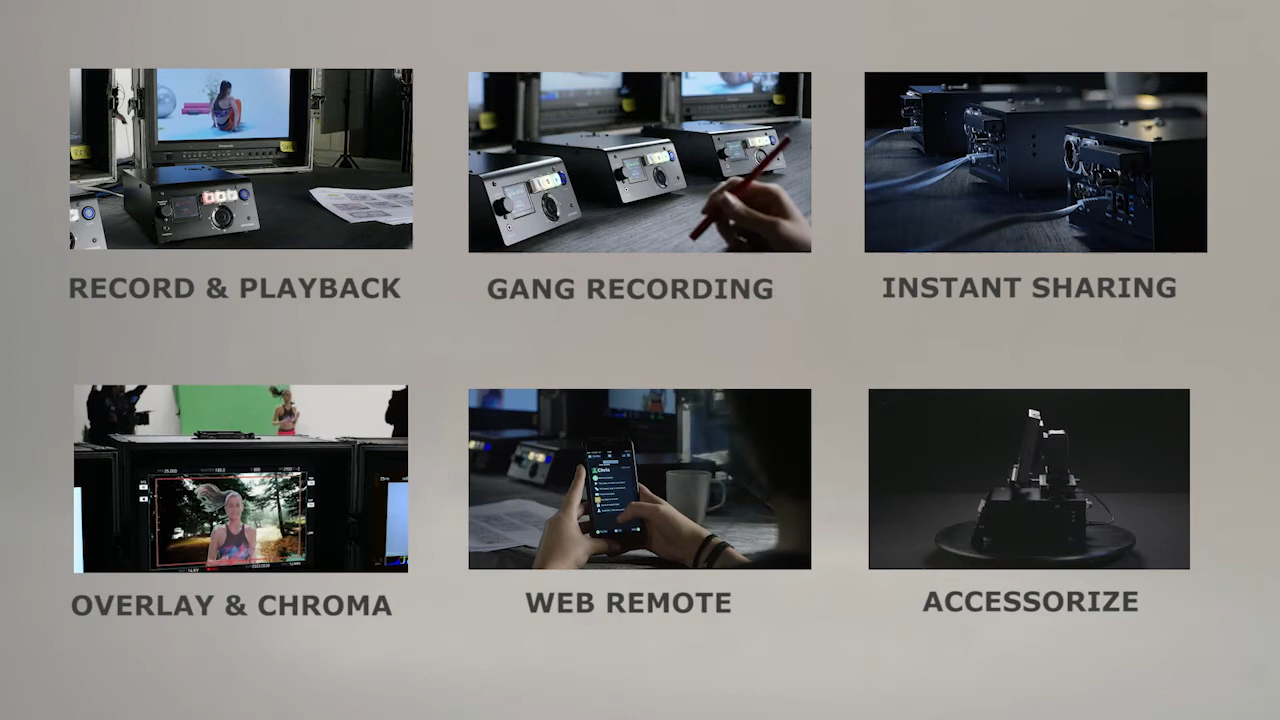 RECORD & PLAYBACK
GANG RECORDING
INSTANT SHARING
OVERLAY & CHROMA
WEB REMOTE
ACCESSORIZE